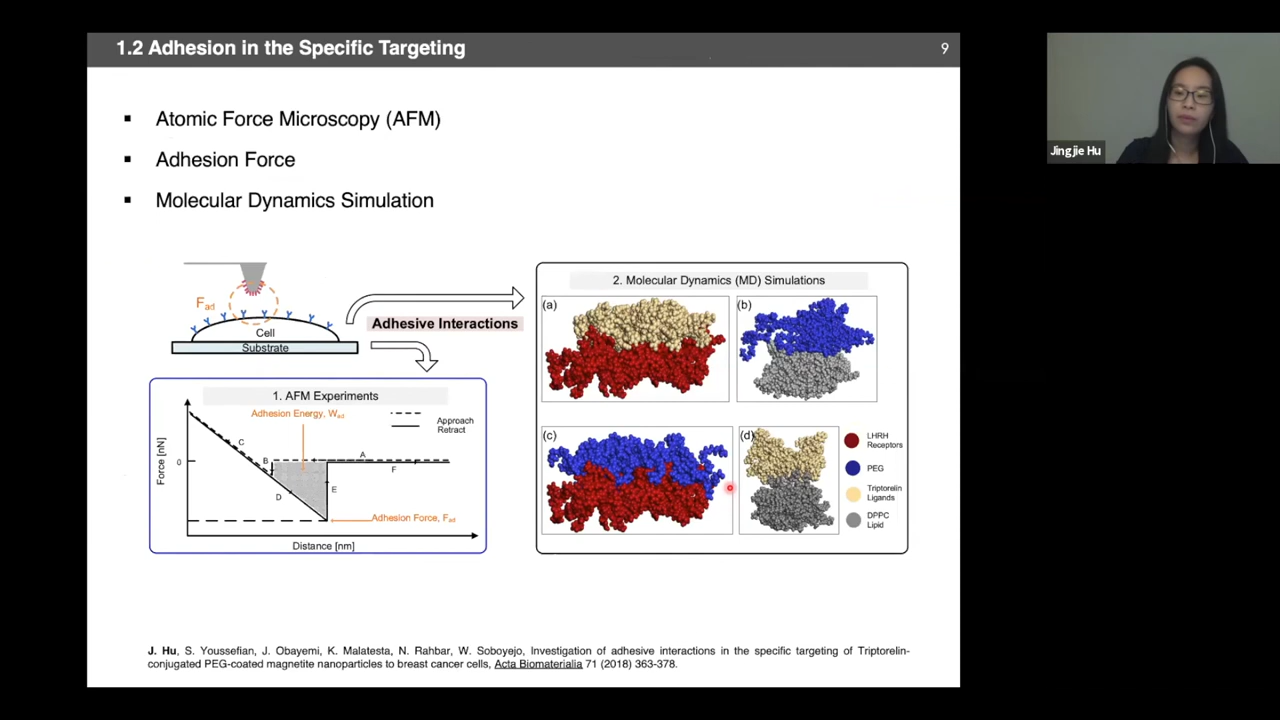 1.2 Adhesion in the Specific Targeting
9
▪ Atomic Force Microscopy (AFM)
▪ Adhesion Force
▪ Molecular Dynamics Simulation
Fad
Cell
Substrate
Adhesive Interactions
1. AFM Experiments
Adhesion Energy, Wad
Approach
Retract
Force [nN]
0
A
B
C
D
E
F
Adhesion Force, Fad
Distance [nm]
2. Molecular Dynamics (MD) Simulations
(a)
(b)
(c)
(d)
LHRH
Receptors
PEG
Triptorelin
Ligands
DPPC
Lipid
J. Hu, S. Youssefian, J. Obayemi, K. Malatesta, N. Rahbar, W. Soboyejo, Investigation of adhesive interactions in the specific targeting of Triptorelin-
conjugated PEG-coated magnetite nanoparticles to breast cancer cells, Acta Biomaterialia 71 (2018) 363-378.
Jingjie Hu